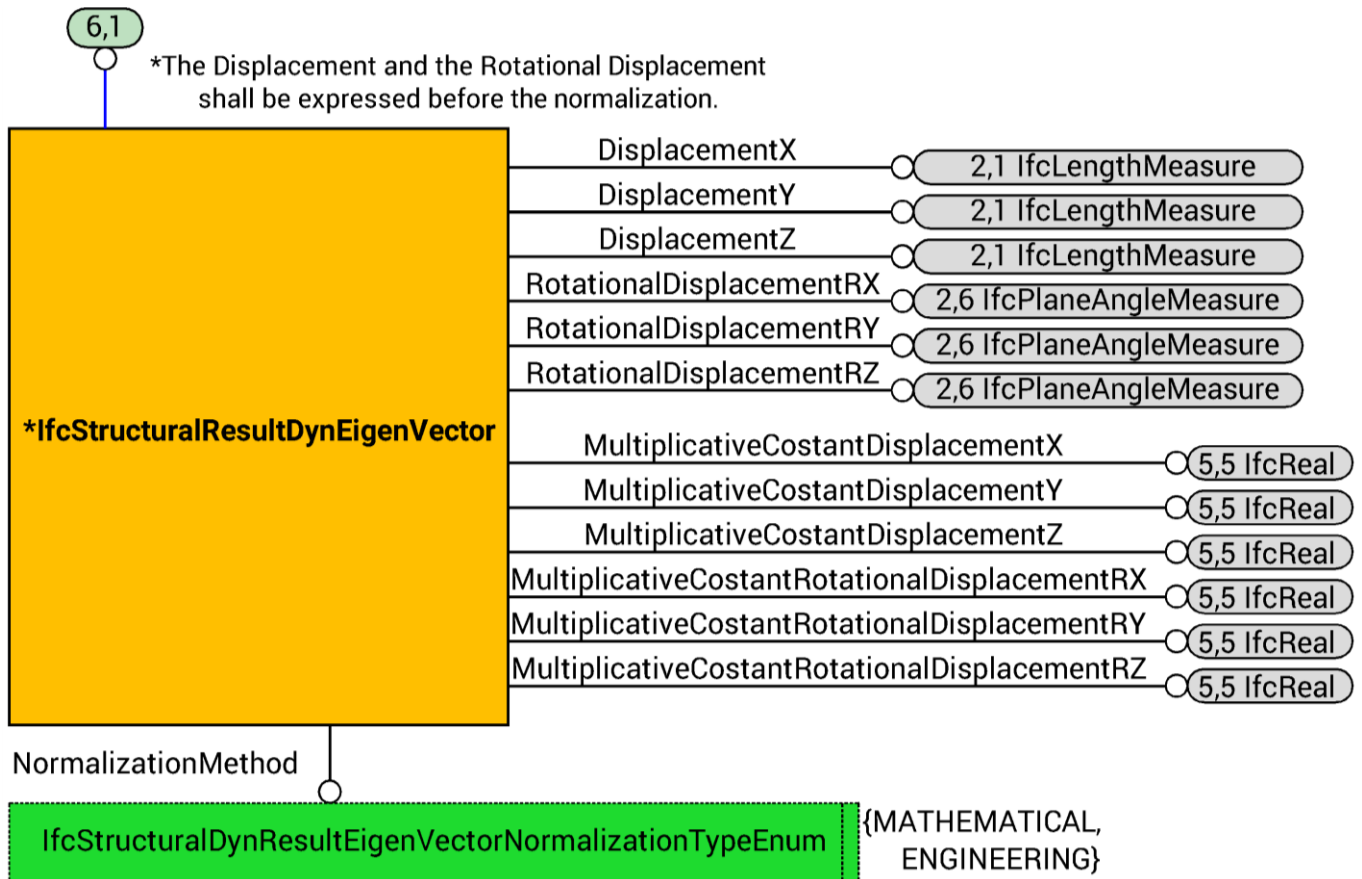 6,1
*The Displacement and the Rotational Displacement
shall be expressed before the normalization.
DisplacementX
2,1 IfcLengthMeasure
DisplacementY
2,1 IfcLengthMeasure
DisplacementZ
2,1 IfcLengthMeasure
RotationalDisplacementRX
2,6 IfcPlaneAngleMeasure
RotationalDisplacementRY
2,6 IfcPlaneAngleMeasure
RotationalDisplacementRZ
2,6 IfcPlaneAngleMeasure
*IfcStructuralResultDynEigenVector
MultiplicativeCostantDisplacementX
5,5 IfcReal
MultiplicativeCostantDisplacementY
5,5 IfcReal
MultiplicativeCostantDisplacementZ
5,5 IfcReal
MultiplicativeCostantRotationalDisplacementRX
5,5 IfcReal
MultiplicativeCostantRotationalDisplacementRY
5,5 IfcReal
MultiplicativeCostantRotationalDisplacementRZ
5,5 IfcReal
NormalizationMethod
IfcStructuralDynResultEigenVectorNormalizationTypeEnum
{MATHEMATICAL,
ENGINEERING}